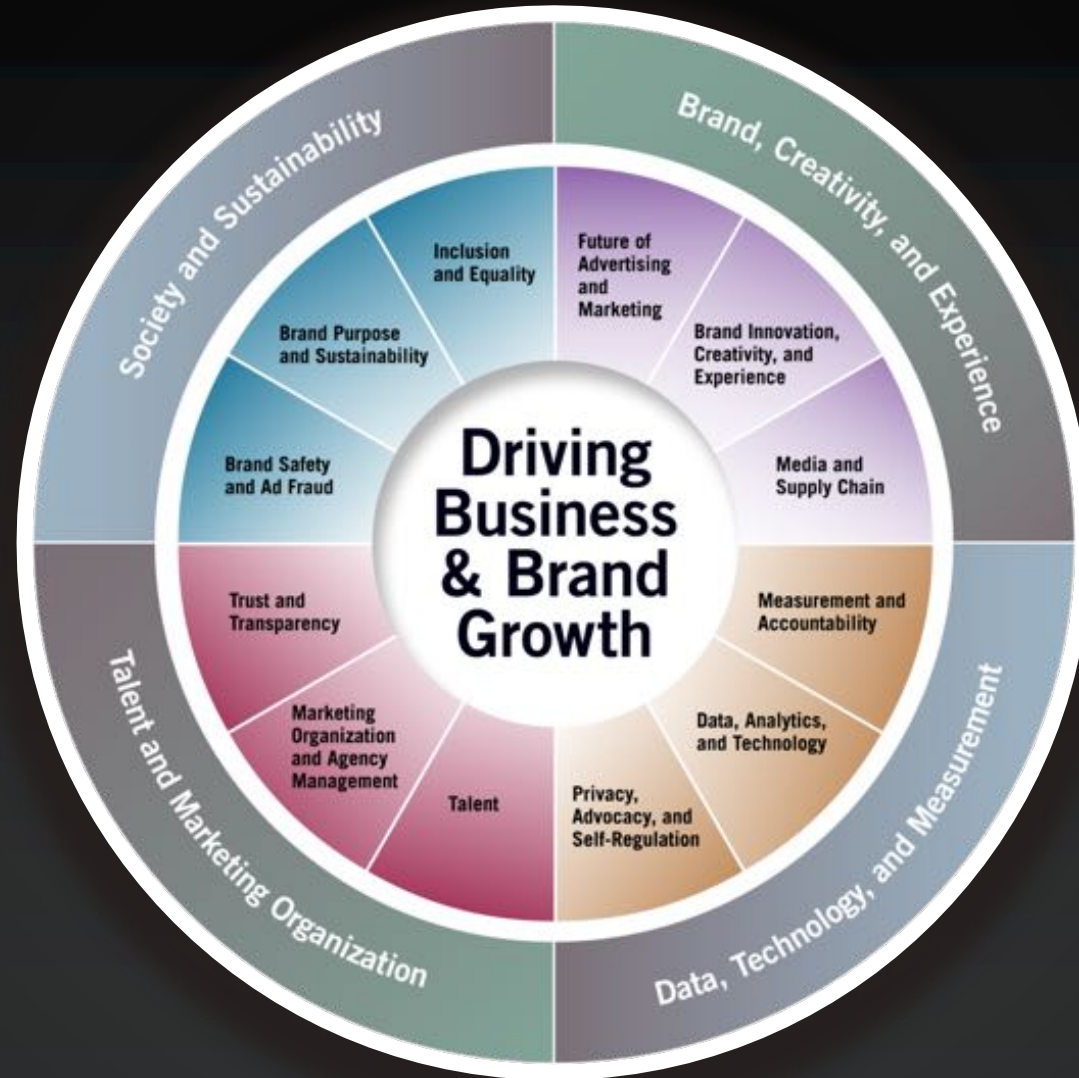 Society and Sustainability
Brand, Creativity, and Experience
Inclusion
and Equality
Future of
Advertising
and
Marketing
Brand Purpose
and Sustainability
Brand Innovation,
Creativity, and
Experience
Brand Safety
and Ad Fraud
Media and
Supply Chain
Driving
Business
& Brand
Growth
Trust and
Transparency
Measurement and
Accountability
Marketing
Organization
and Agency
Management
Data, Analytics,
and Technology
Talent
Privacy,
Advocacy, and
Self-Regulation
Talent and Marketing Organization
Data, Technology, and Measurement